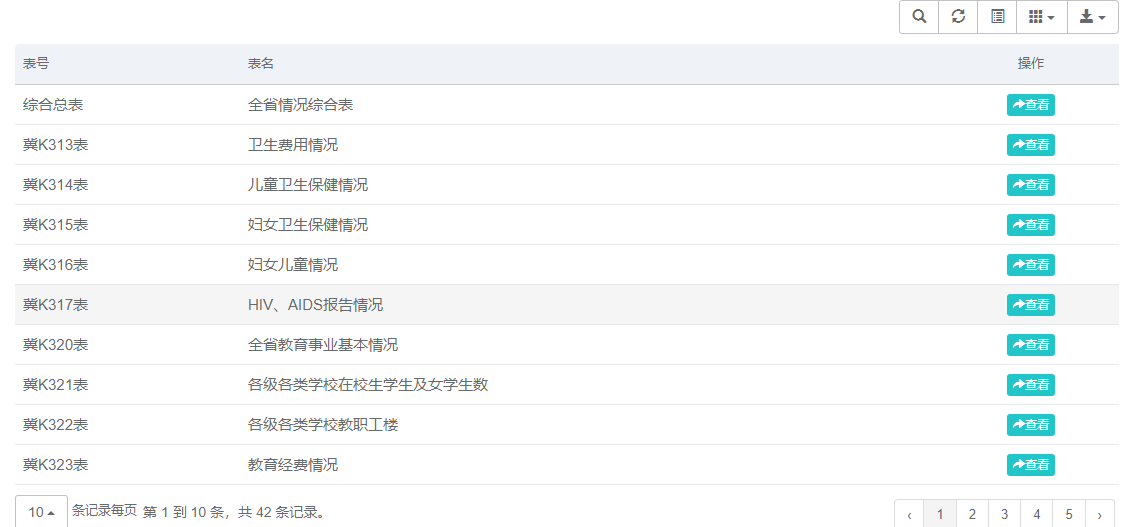 表号 表名 操作
综合总表 全省情况综合表 查看
冀K313表 卫生费用情况 查看
冀K314表 儿童卫生保健情况 查看
冀K315表 妇女卫生保健情况 查看
冀K316表 妇女儿童情况 查看
冀K317表 HIV、AIDS报告情况 查看
冀K320表 全省教育事业基本情况 查看
冀K321表 各级各类学校在校生学生及女学生数 查看
冀K322表 各级各类学校教职工楼 查看
冀K323表 教育经费情况 查看
10 条记录每页 第 1 到 10 条，共 42 条记录。 ‹ 1 2 3 4 5 ›